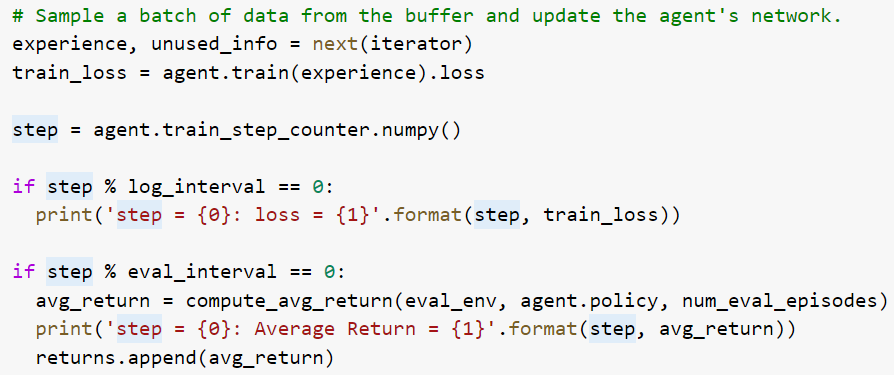 # Sample a batch of data from the buffer and update the agent's network.
experience, unused_info = next(iterator)
train_loss = agent.train(experience).loss

step = agent.train_step_counter.numpy()

if step % log_interval == 0:
  print('step = {0}: loss = {1}'.format(step, train_loss))

if step % eval_interval == 0:
  avg_return = compute_avg_return(eval_env, agent.policy, num_eval_episodes)
  print('step = {0}: Average Return = {1}'.format(step, avg_return))
  returns.append(avg_return)